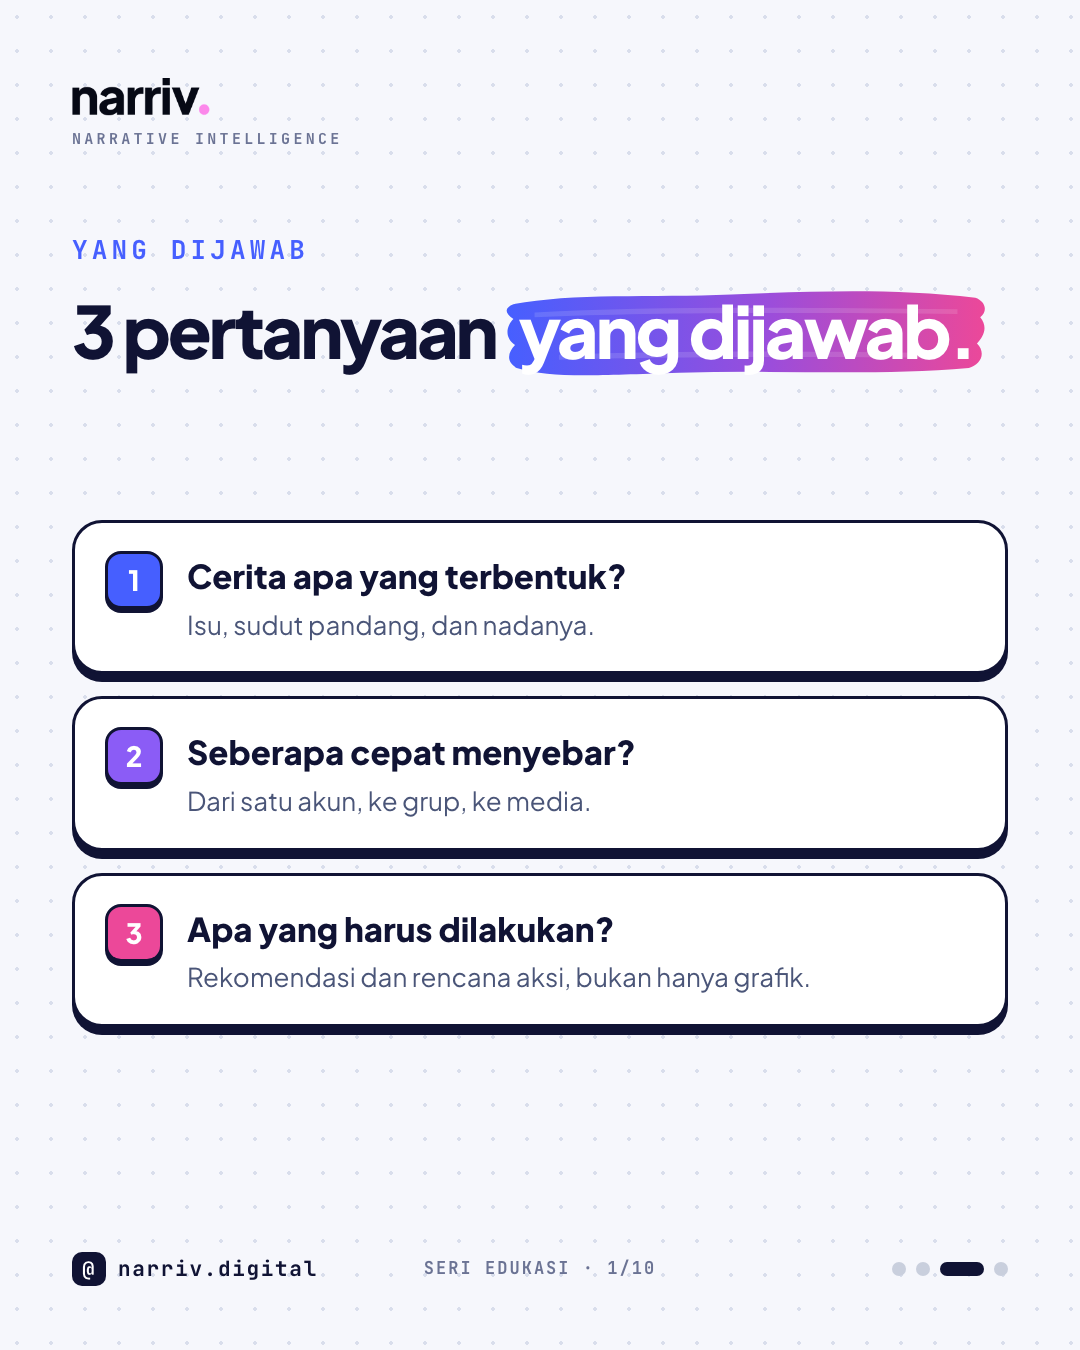 narriv.
NARRATIVE INTELLIGENCE
YANG DIJAWAB
3 pertanyaan yang dijawab.
1
Cerita apa yang terbentuk?
Isu, sudut pandang, dan nadanya.
2
Seberapa cepat menyebar?
Dari satu akun, ke grup, ke media.
3
Apa yang harus dilakukan?
Rekomendasi dan rencana aksi, bukan hanya grafik.
@ narriv.digital
SERI EDUKASI · 1/10